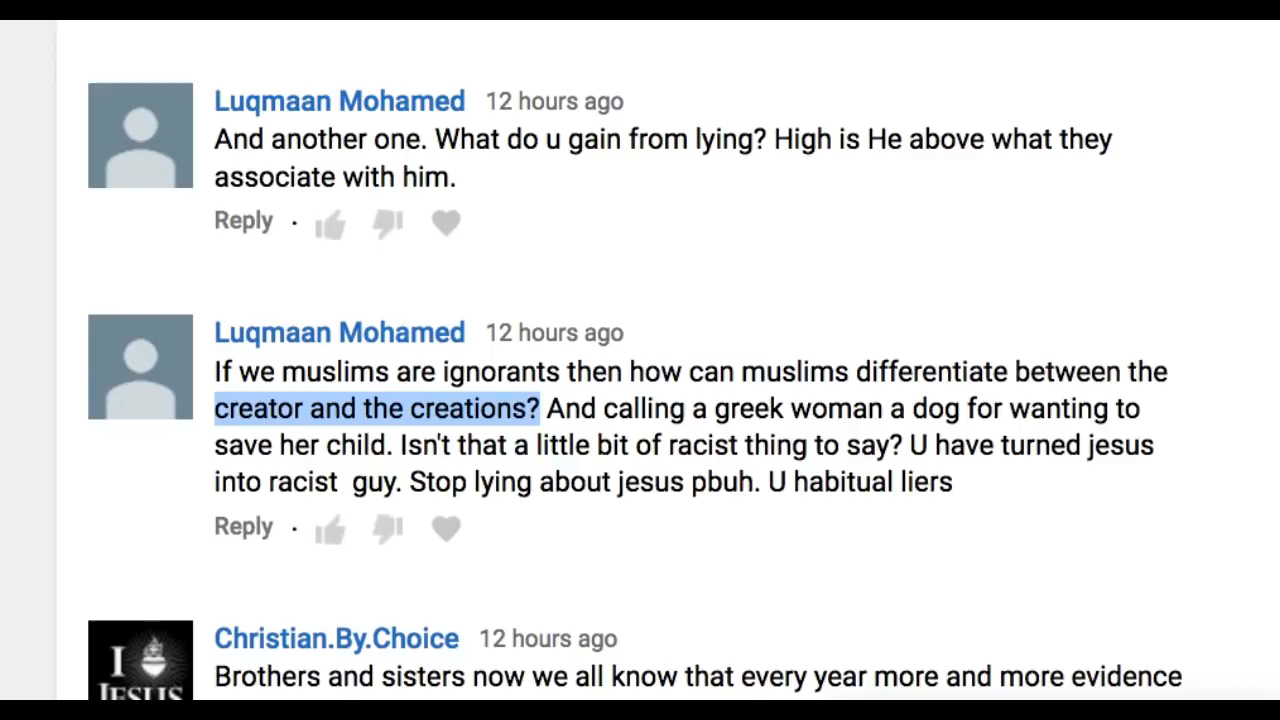 Luqmaan Mohamed 12 hours ago
And another one. What do u gain from lying? High is He above what they
associate with him.
Reply ·
Luqmaan Mohamed 12 hours ago
If we muslims are ignorants then how can muslims differentiate between the
creator and the creations? And calling a greek woman a dog for wanting to
save her child. Isn't that a little bit of racist thing to say? U have turned jesus
into racist guy. Stop lying about jesus pbuh. U habitual liers
Reply ·
Christian.By.Choice 12 hours ago
I
JESUS
Brothers and sisters now we all know that every year more and more evidence